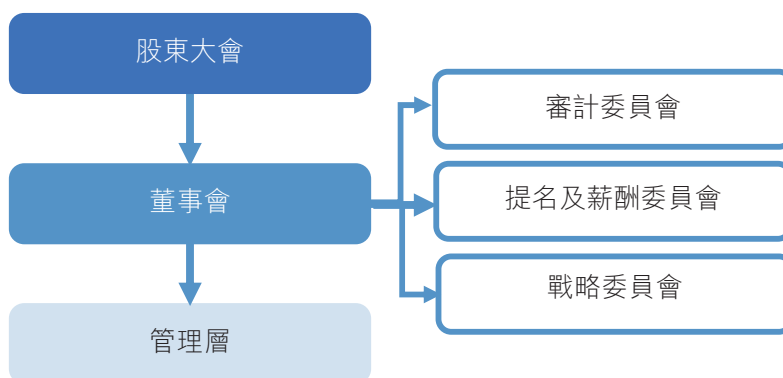 股東大會
董事會
管理層
審計委員會
提名及薪酬委員會
戰略委員會